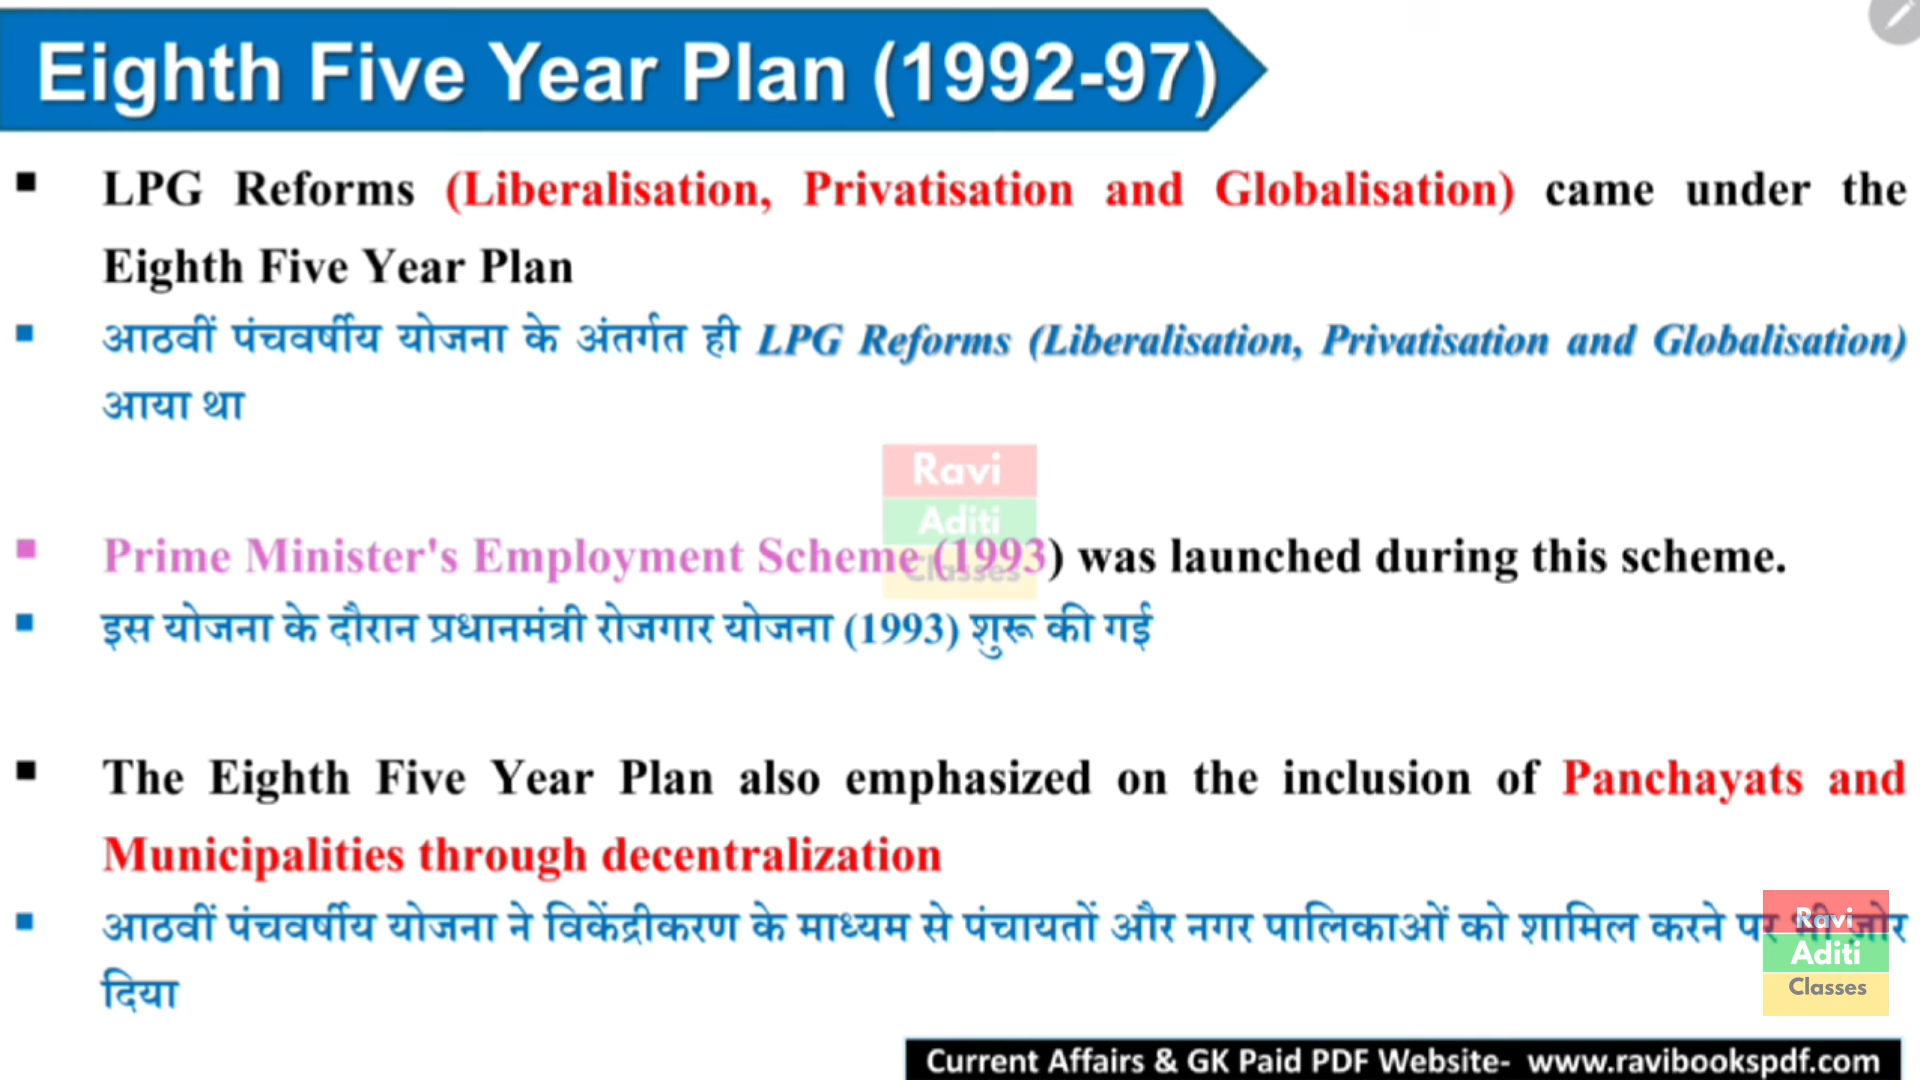 Eighth Five Year Plan (1992-97)
▪ LPG Reforms (Liberalisation, Privatisation and Globalisation) came under the
Eighth Five Year Plan
▪ आठवीं पंचवर्षीय योजना के अंतर्गत ही LPG Reforms (Liberalisation, Privatisation and Globalisation)
आया था
Ravi
Aditi
Classes
▪ Prime Minister's Employment Scheme (1993) was launched during this scheme.
▪ इस योजना के दौरान प्रधानमंत्री रोजगार योजना (1993) शुरू की गई
▪ The Eighth Five Year Plan also emphasized on the inclusion of Panchayats and
Municipalities through decentralization
▪ आठवीं पंचवर्षीय योजना ने विकेंद्रीकरण के माध्यम से पंचायतों और नगर पालिकाओं को शामिल करने पर भी ज़ोर
दिया
Ravi
Aditi
Classes
Current Affairs & GK Paid PDF Website- www.ravibookspdf.com